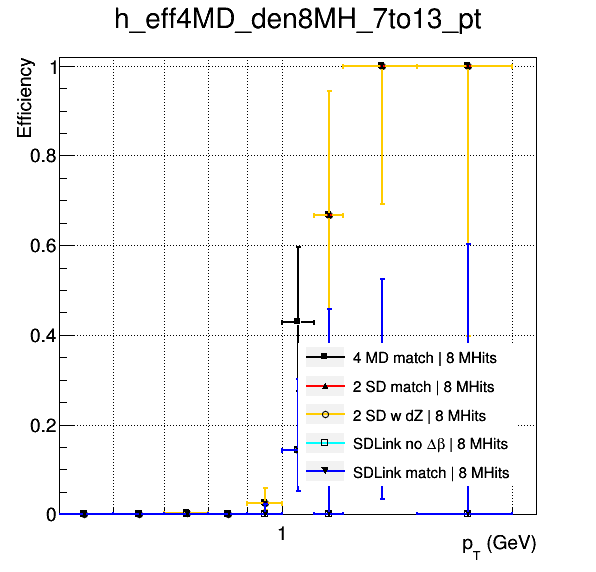 h_eff4MD_den8MH_7to13_pt
Efficiency
1
0.8
0.6
0.4
0.2
0
4 MD match | 8 MHits
2 SD match | 8 MHits
2 SD w dZ | 8 MHits
SDLink no Δβ | 8 MHits
SDLink match | 8 MHits
1
p_T (GeV)